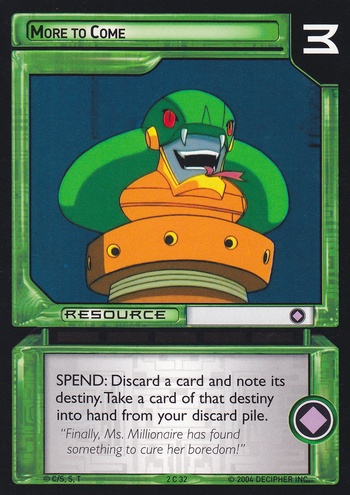 More to Come
3
RESOURCE
SPEND: Discard a card and note its
destiny. Take a card of that destiny
into hand from your discard pile.
"Finally, Ms. Millionaire has found
something to cure her boredom!"
© C/S, S, T
2 C 32
© 2004 DECIPHER INC.